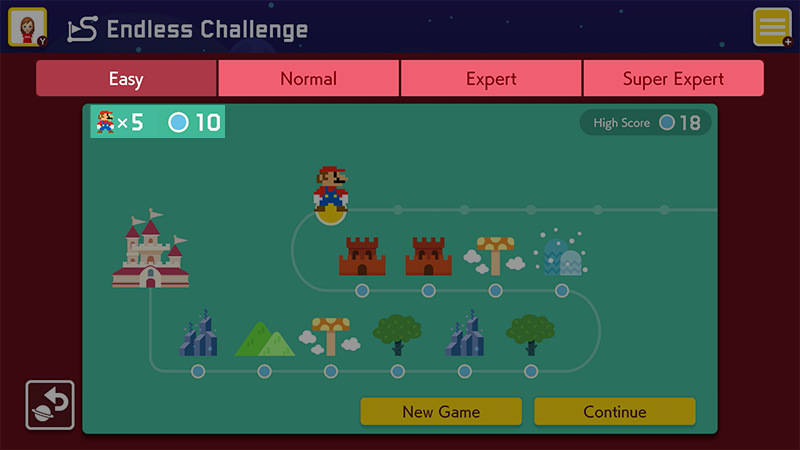 Endless Challenge
Y
+
Easy
Normal
Expert
Super Expert
×5
10
High Score 18
New Game
Continue